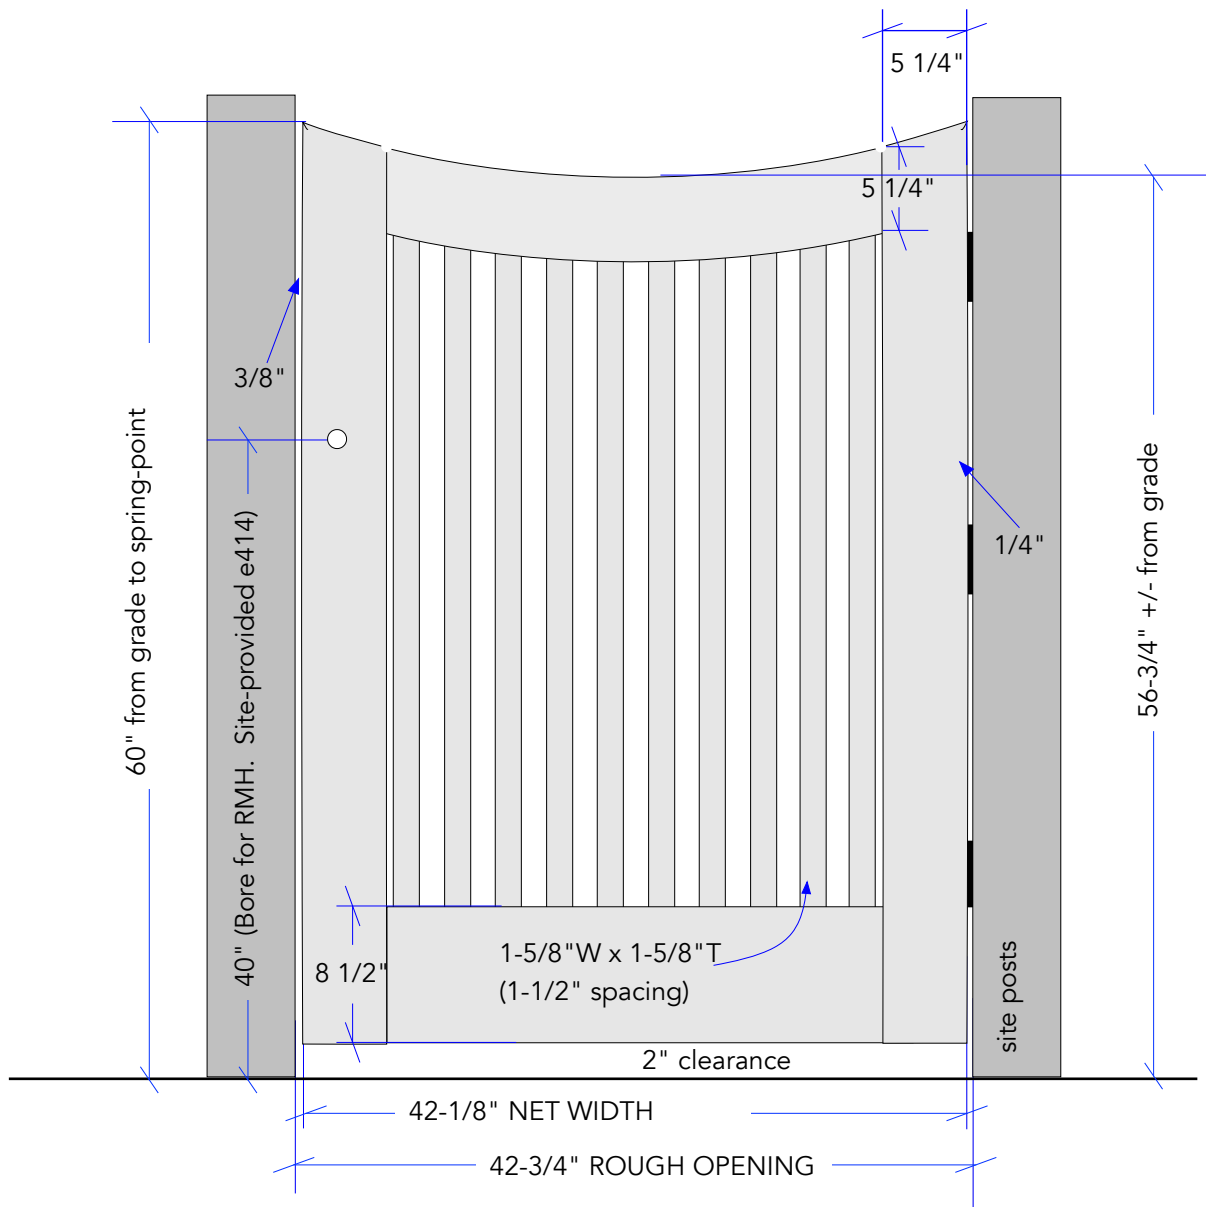 5 1/4"
5 1/4"
3/8"
60" from grade to spring-point
40" (Bore for RMH. Site-provided e414)
1/4"
56-3/4" +/- from grade
8 1/2"
1-5/8"W x 1-5/8"T
(1-1/2" spacing)
site posts
2" clearance
42-1/8" NET WIDTH
42-3/4" ROUGH OPENING